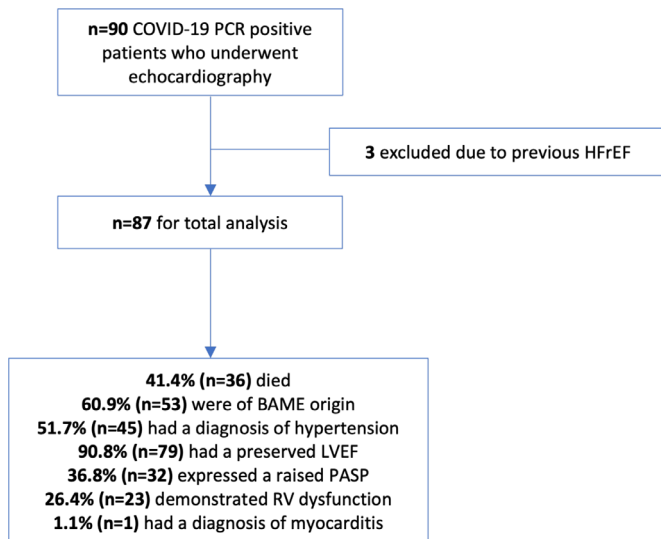 n=90 COVID-19 PCR positive
patients who underwent
echocardiography
3 excluded due to previous HFrEF
n=87 for total analysis
41.4% (n=36) died
60.9% (n=53) were of BAME origin
51.7% (n=45) had a diagnosis of hypertension
90.8% (n=79) had a preserved LVEF
36.8% (n=32) expressed a raised PASP
26.4% (n=23) demonstrated RV dysfunction
1.1% (n=1) had a diagnosis of myocarditis